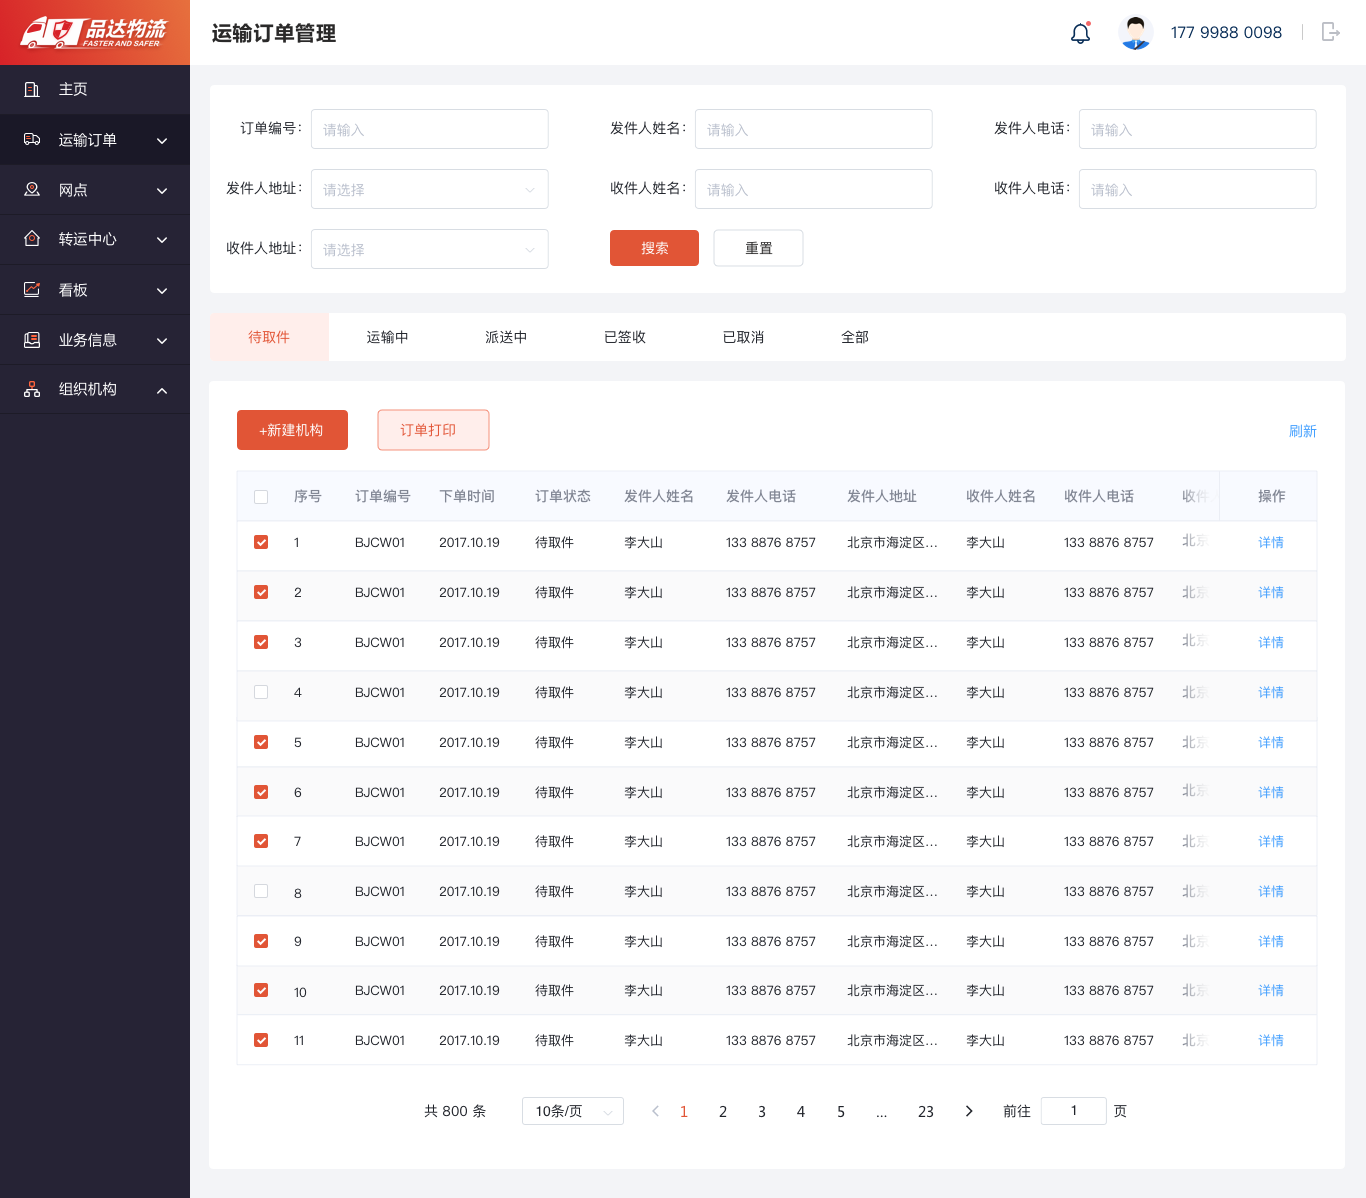 品达物流
FASTER AND SAFER
运输订单管理
177 9988 0098
主页
运输订单
网点
转运中心
看板
业务信息
组织机构
订单编号： 请输入 发件人姓名： 请输入 发件人电话： 请输入
发件人地址： 请选择 收件人姓名： 请输入 收件人电话： 请输入
收件人地址： 请选择 搜索 重置
待取件 运输中 派送中 已签收 已取消 全部
+新建机构 订单打印 刷新
序号 订单编号 下单时间 订单状态 发件人姓名 发件人电话 发件人地址 收件人姓名 收件人电话 收件 操作
1 BJCW01 2017.10.19 待取件 李大山 133 8876 8757 北京市海淀区... 李大山 133 8876 8757 北京 详情
2 BJCW01 2017.10.19 待取件 李大山 133 8876 8757 北京市海淀区... 李大山 133 8876 8757 北京 详情
3 BJCW01 2017.10.19 待取件 李大山 133 8876 8757 北京市海淀区... 李大山 133 8876 8757 北京 详情
4 BJCW01 2017.10.19 待取件 李大山 133 8876 8757 北京市海淀区... 李大山 133 8876 8757 北京 详情
5 BJCW01 2017.10.19 待取件 李大山 133 8876 8757 北京市海淀区... 李大山 133 8876 8757 北京 详情
6 BJCW01 2017.10.19 待取件 李大山 133 8876 8757 北京市海淀区... 李大山 133 8876 8757 北京 详情
7 BJCW01 2017.10.19 待取件 李大山 133 8876 8757 北京市海淀区... 李大山 133 8876 8757 北京 详情
8 BJCW01 2017.10.19 待取件 李大山 133 8876 8757 北京市海淀区... 李大山 133 8876 8757 北京 详情
9 BJCW01 2017.10.19 待取件 李大山 133 8876 8757 北京市海淀区... 李大山 133 8876 8757 北京 详情
10 BJCW01 2017.10.19 待取件 李大山 133 8876 8757 北京市海淀区... 李大山 133 8876 8757 北京 详情
11 BJCW01 2017.10.19 待取件 李大山 133 8876 8757 北京市海淀区... 李大山 133 8876 8757 北京 详情
共 800 条 10条/页 1 2 3 4 5 ... 23 前往 1 页